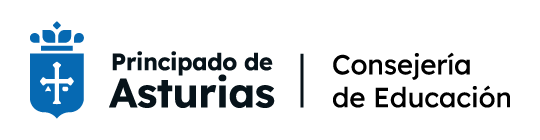 Principado de
Asturias
Consejería
de Educación